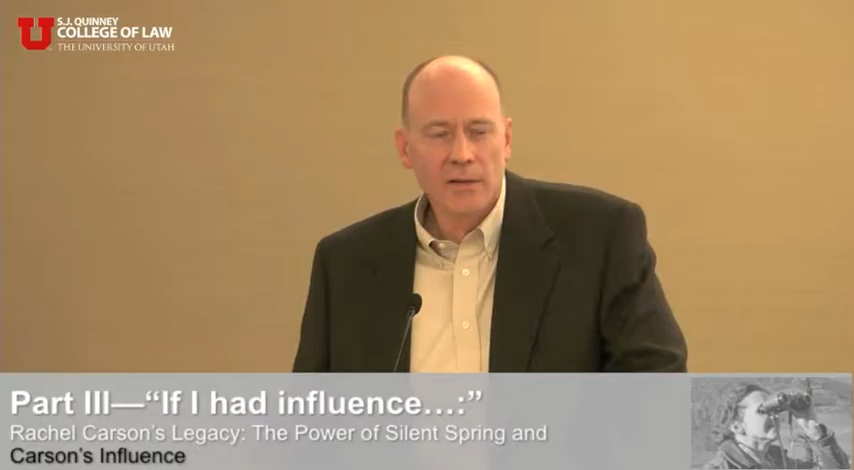 S.J. QUINNEY
COLLEGE OF LAW
THE UNIVERSITY OF UTAH
Part III—“If I had influence…:”
Rachel Carson’s Legacy: The Power of Silent Spring and
Carson’s Influence